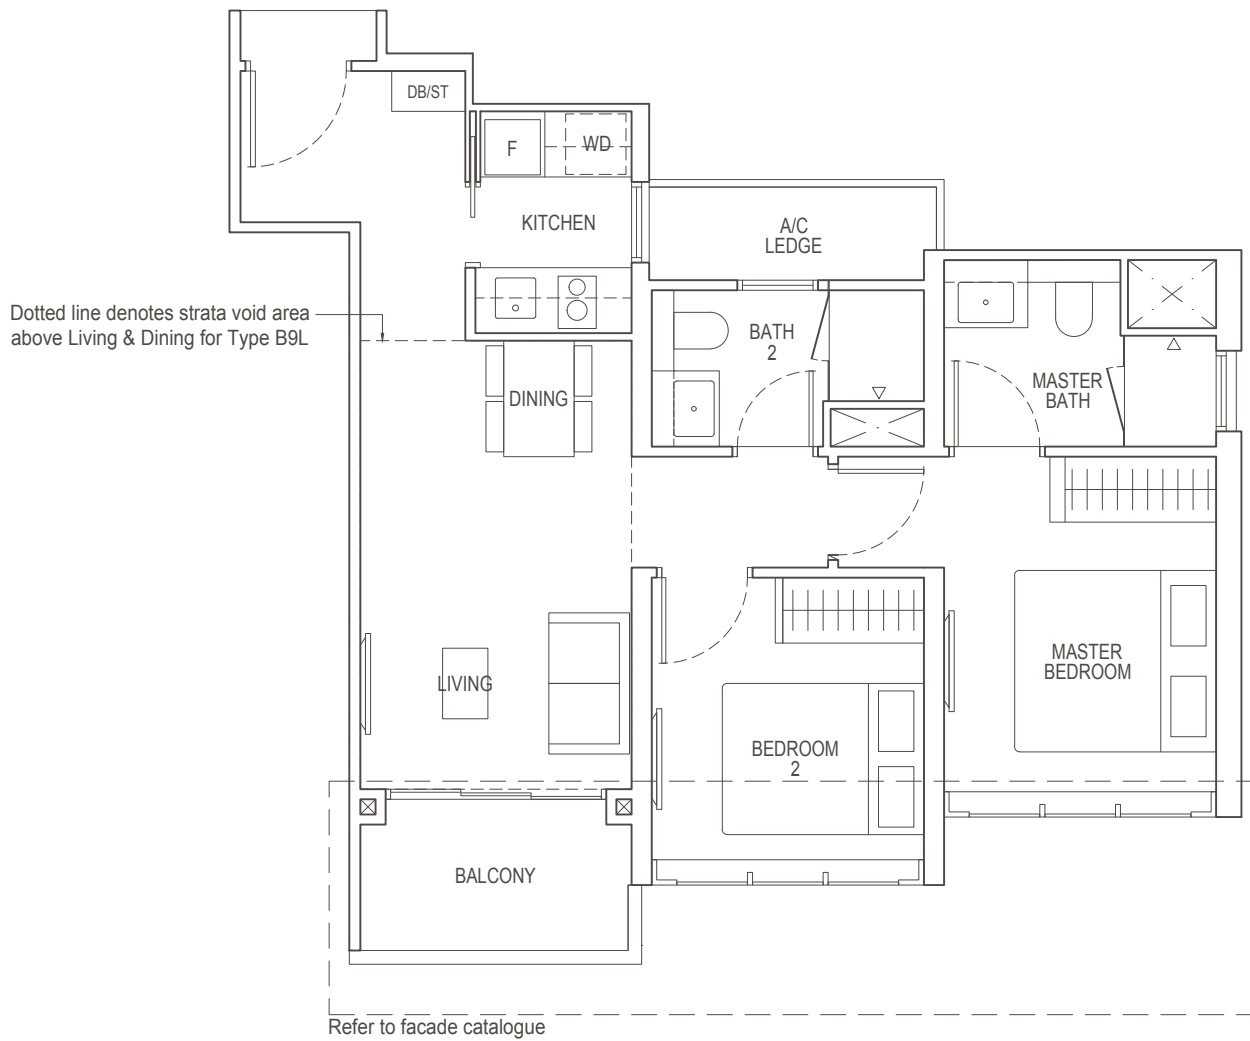 DB/ST
F
WD
KITCHEN
A/C
LEDGE
Dotted line denotes strata void area
above Living & Dining for Type B9L
BATH
2
MASTER
BATH
DINING
LIVING
MASTER
BEDROOM
BEDROOM
2
BALCONY
Refer to facade catalogue